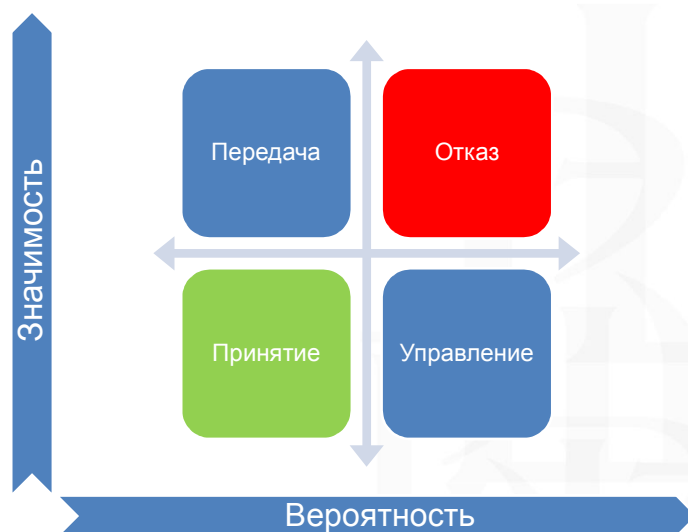 Значимость
Передача
Отказ
Принятие
Управление
Вероятность